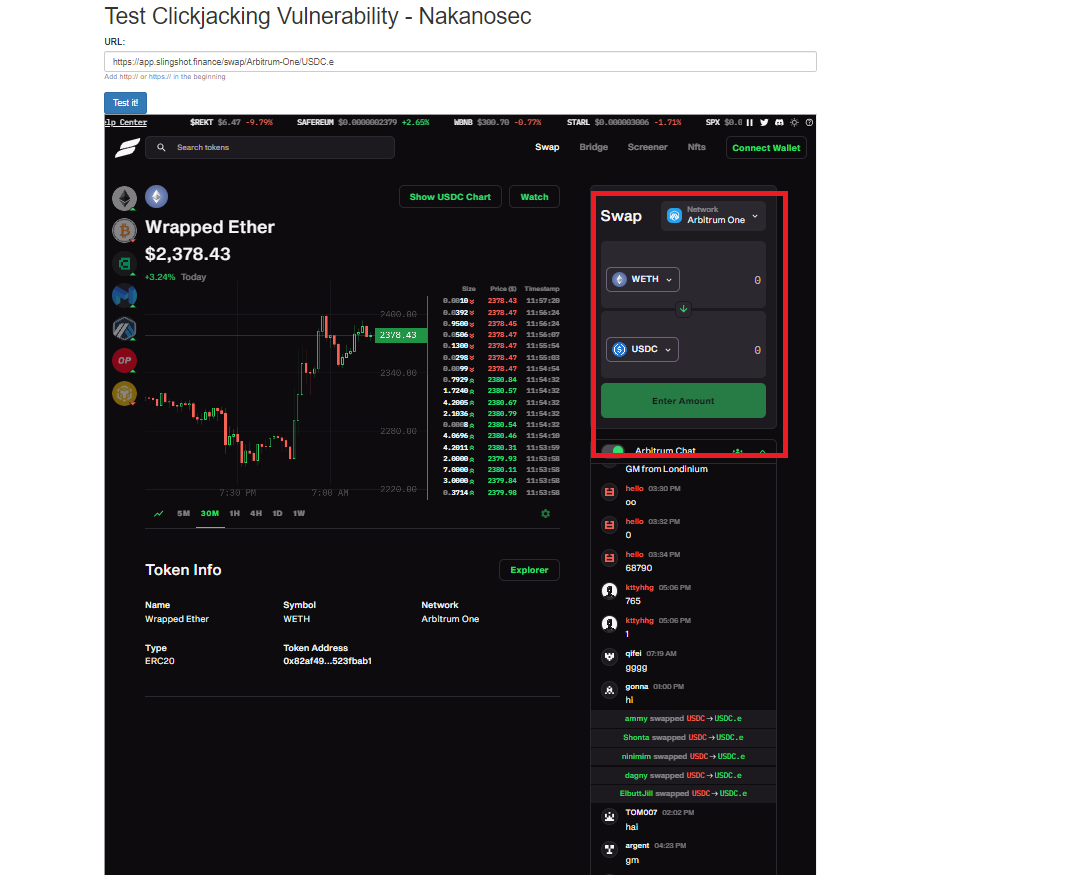 Test Clickjacking Vulnerability - Nakanosec
URL:
https://app.slingshot.finance/swap/Arbitrum-One/USDC.e
Add http:// or https:// in the beginning
Test it!
lp Center $REKT $6.47 -9.79% SAFEREUM $0.0000002379 +2.65% WBNB $300.70 -0.77% STARL $0.000003006 -1.71% SPX $0.0
Search tokens Swap Bridge Screener Nfts Connect Wallet
Show USDC Chart Watch
Wrapped Ether
$2,378.43
+3.24% Today
Size Price ($) Timestamp
0.0010 2378.43 11:57:20
0.0392 2378.47 11:56:24
0.9500 2378.45 11:56:24
0.0506 2378.47 11:56:07
0.1300 2378.47 11:55:54
0.0298 2378.47 11:55:03
0.0099 2378.47 11:54:54
0.7929 2380.84 11:54:32
1.7240 2380.57 11:54:32
4.2005 2380.67 11:54:32
2.1036 2380.79 11:54:32
0.0008 2380.54 11:54:32
4.0696 2380.46 11:54:10
4.2011 2380.31 11:53:59
2.0000 2379.93 11:53:58
7.0000 2380.11 11:53:58
3.0000 2379.84 11:53:58
0.3714 2379.98 11:53:58
2400.00
2378.43
2340.00
2280.00
2220.00
7:30 PM 7:00 AM
5M 30M 1H 4H 1D 1W
Token Info Explorer
Name Symbol Network
Wrapped Ether WETH Arbitrum One
Type Token Address
ERC20 0x82af49...523fbab1
Swap Network
Arbitrum One
WETH 0
USDC 0
Enter Amount
Arbitrum Chat
GM from Londinium
hello 03:30 PM
oo
hello 03:32 PM
0
hello 03:34 PM
68790
kttyhhg 05:06 PM
765
kttyhhg 05:06 PM
1
qifei 07:19 AM
gggg
gonna 01:00 PM
hi
ammy swapped USDC → USDC.e
Shonta swapped USDC → USDC.e
ninimim swapped USDC → USDC.e
dagny swapped USDC → USDC.e
ElbuttJill swapped USDC → USDC.e
TOM007 02:02 PM
hal
argent 04:23 PM
gm